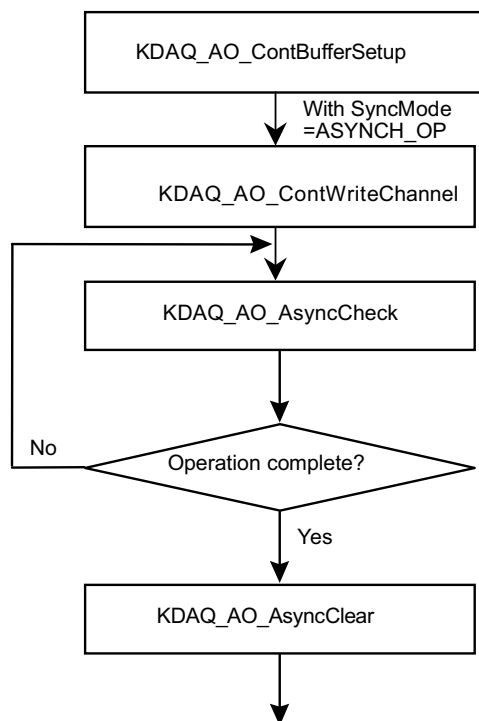 KDAQ_AO_ContBufferSetup
With SyncMode
=ASYNCH_OP
KDAQ_AO_ContWriteChannel
KDAQ_AO_AsyncCheck
No
Operation complete?
Yes
KDAQ_AO_AsyncClear